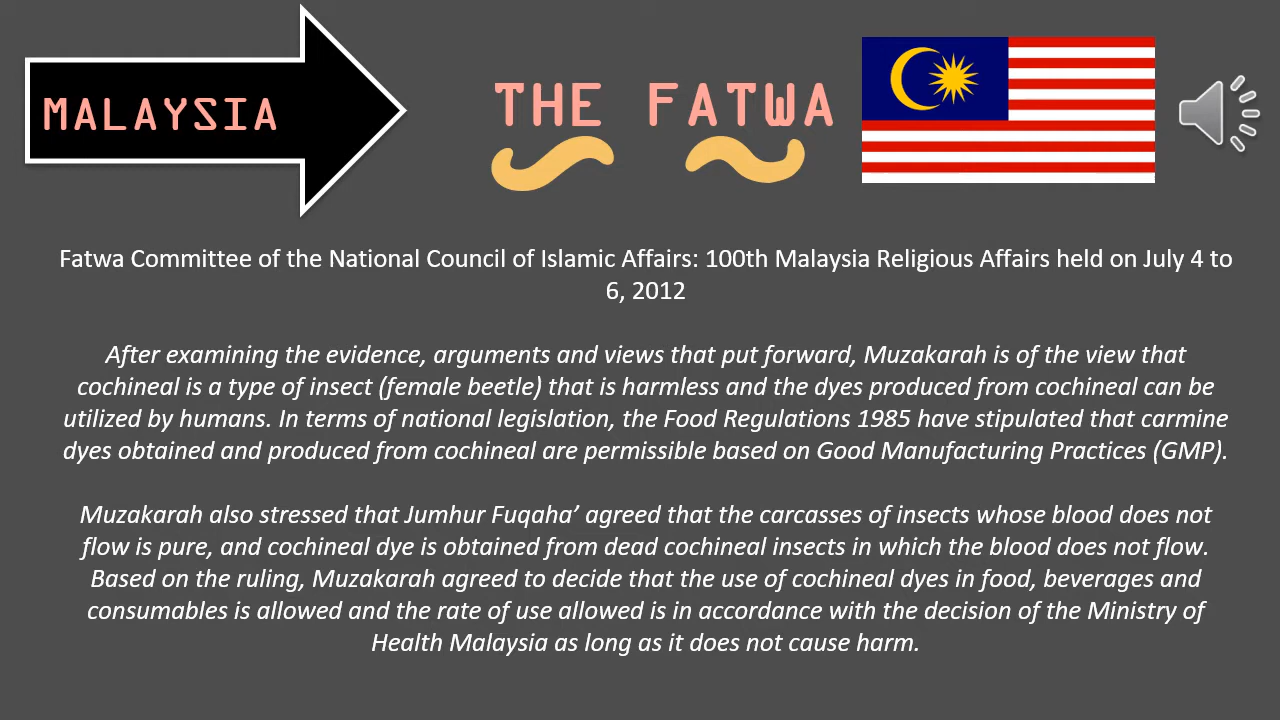 MALAYSIA
THE FATWA
Fatwa Committee of the National Council of Islamic Affairs: 100th Malaysia Religious Affairs held on July 4 to
6, 2012
After examining the evidence, arguments and views that put forward, Muzakarah is of the view that
cochineal is a type of insect (female beetle) that is harmless and the dyes produced from cochineal can be
utilized by humans. In terms of national legislation, the Food Regulations 1985 have stipulated that carmine
dyes obtained and produced from cochineal are permissible based on Good Manufacturing Practices (GMP).
Muzakarah also stressed that Jumhur Fuqaha’ agreed that the carcasses of insects whose blood does not
flow is pure, and cochineal dye is obtained from dead cochineal insects in which the blood does not flow.
Based on the ruling, Muzakarah agreed to decide that the use of cochineal dyes in food, beverages and
consumables is allowed and the rate of use allowed is in accordance with the decision of the Ministry of
Health Malaysia as long as it does not cause harm.